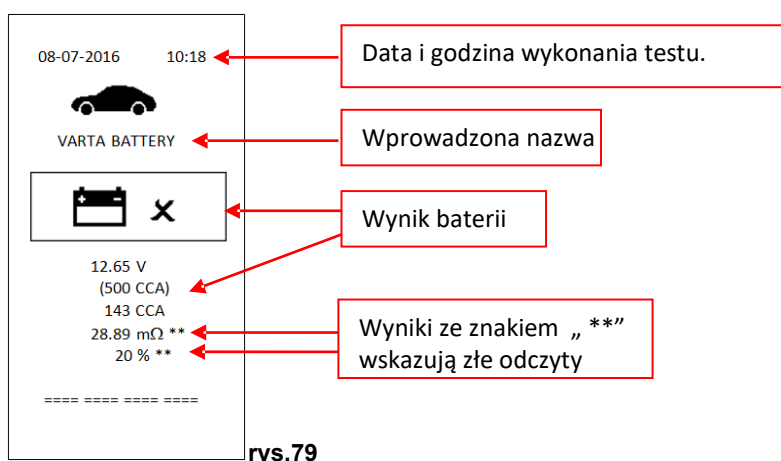 08-07-2016 10:18
Data i godzina wykonania testu.
VARTA BATTERY
Wprowadzona nazwa
+ -
Wynik baterii
12.65 V
(500 CCA)
143 CCA
28.89 mΩ **
20 % **
Wyniki ze znakiem „ **”
wskazują złe odczyty
==== ==== ==== ====
rys.79